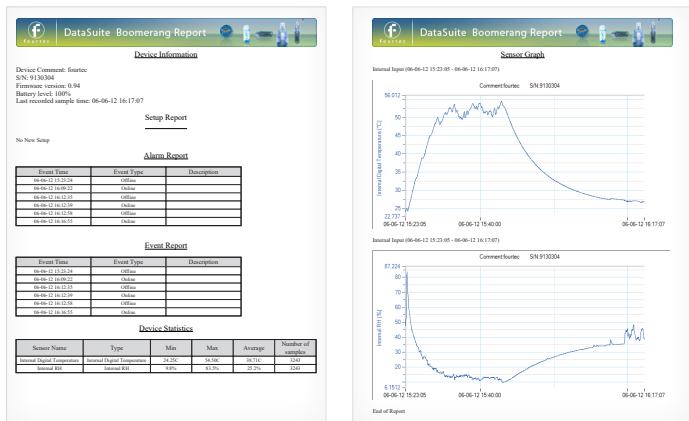 fourtec
DataSuite Boomerang Report
Device Information
Device Comment: fourtec
S/N: 9130304
Firmware version: 0.94
Battery level: 100%
Last recorded sample time: 06-06-12 16:17:07
Setup Report
No New Setup
Alarm Report
Event Time Event Type Description
06-06-12 15:23:24 Offline
06-06-12 16:09:22 Online
06-06-12 16:12:35 Offline
06-06-12 16:12:39 Online
06-06-12 16:12:58 Offline
06-06-12 16:16:55 Online
Event Report
Event Time Event Type Description
06-06-12 15:23:24 Offline
06-06-12 16:09:22 Online
06-06-12 16:12:35 Offline
06-06-12 16:12:39 Online
06-06-12 16:12:58 Offline
06-06-12 16:16:55 Online
Device Statistics
Sensor Name Type Min Max Average Number of samples
Internal Digital Temperature Internal Digital Temperature 24.25C 54.50C 38.71C 3243
Internal RH Internal RH 9.8% 83.5% 25.2% 3243
fourtec
DataSuite Boomerang Report
Sensor Graph
Internal Input (06-06-12 15:23:05 - 06-06-12 16:17:07)
Comment:fourtec S/N:9130304
Internal Digital Temperature (°C)
56.012
50
45
40
35
30
25
22.737
06-06-12 15:23:05 06-06-12 15:40:00 06-06-12 16:17:07
Internal Input (06-06-12 15:23:05 - 06-06-12 16:17:07)
Comment:fourtec S/N:9130304
Internal RH (%)
87.224
80
70
60
50
40
30
20
6.1512
06-06-12 15:23:05 06-06-12 15:40:00 06-06-12 16:17:07
End of Report